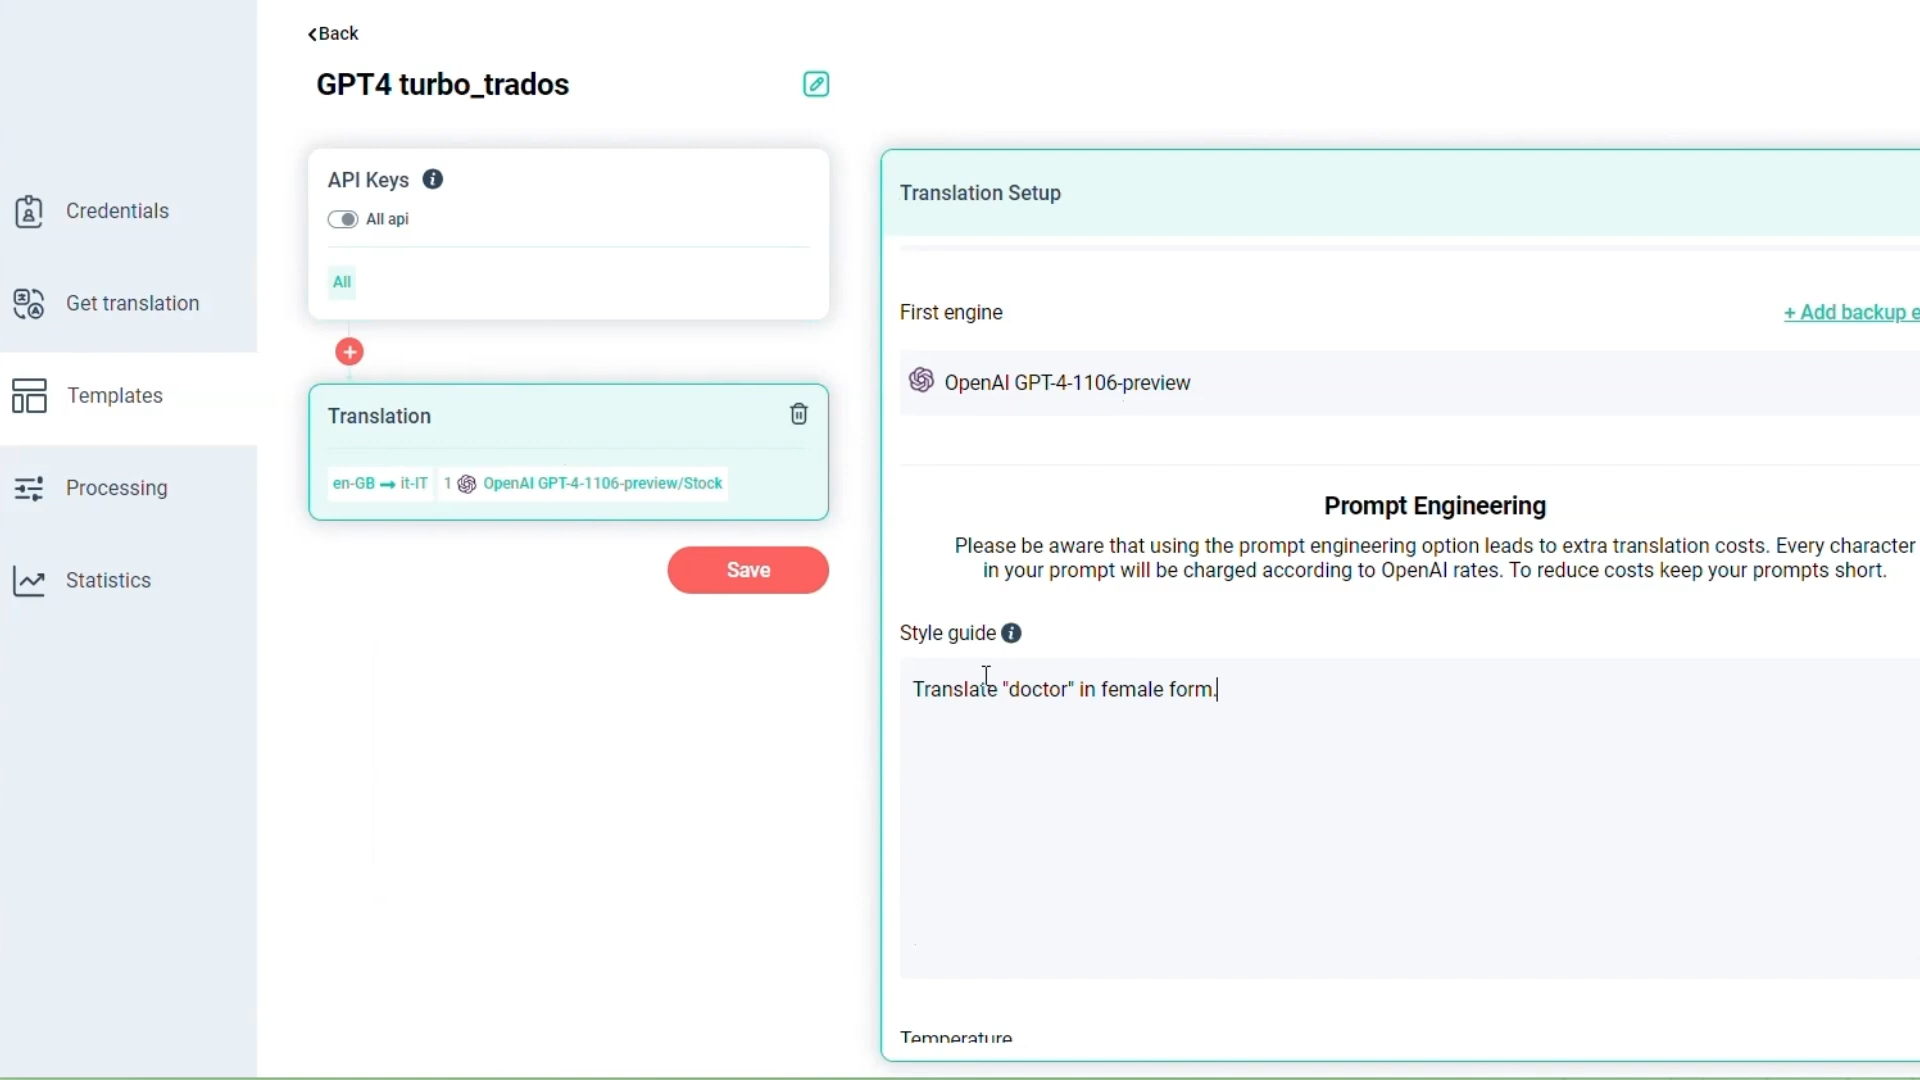 Back
GPT4 turbo_trados
API Keys
All api
All
Credentials
Get translation
Templates
Processing
Statistics
Translation
en-GB → it-IT 1 OpenAI GPT-4-1106-preview/Stock
Save
Translation Setup
First engine
+ Add backup e
OpenAI GPT-4-1106-preview
Prompt Engineering
Please be aware that using the prompt engineering option leads to extra translation costs. Every character
in your prompt will be charged according to OpenAI rates. To reduce costs keep your prompts short.
Style guide
Translate "doctor" in female form.
Temperature